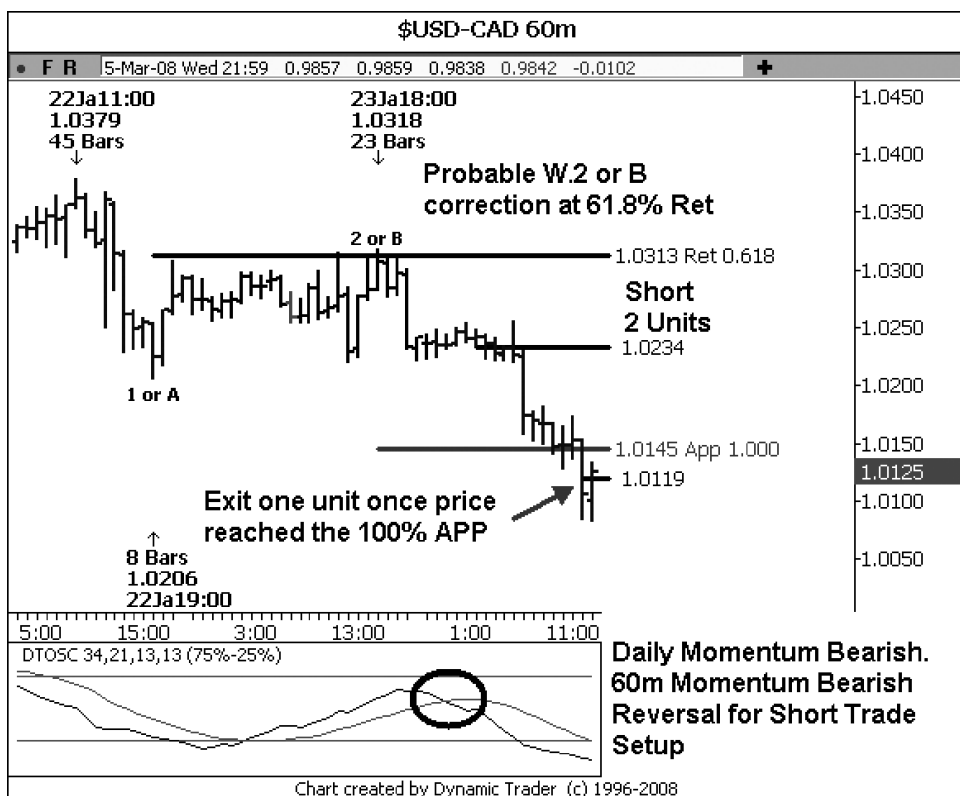 $USD-CAD 60m
F R 5-Mar-08 Wed 21:59 0.9857 0.9859 0.9838 0.9842 -0.0102
22Ja11:00
1.0379
45 Bars
23Ja18:00
1.0318
23 Bars
Probable W.2 or B
correction at 61.8% Ret
2 or B
1.0313 Ret 0.618
Short
2 Units
1.0234
1 or A
1.0145 App 1.000
1.0119
Exit one unit once price
reached the 100% APP
8 Bars
1.0206
22Ja19:00
1.0450
1.0400
1.0350
1.0300
1.0250
1.0200
1.0150
1.0125
1.0100
1.0050
5:00 15:00 3:00 13:00 1:00 11:00
DTOSC 34,21,13,13 (75%-25%)
Daily Momentum Bearish.
60m Momentum Bearish
Reversal for Short Trade
Setup
Chart created by Dynamic Trader (c) 1996-2008